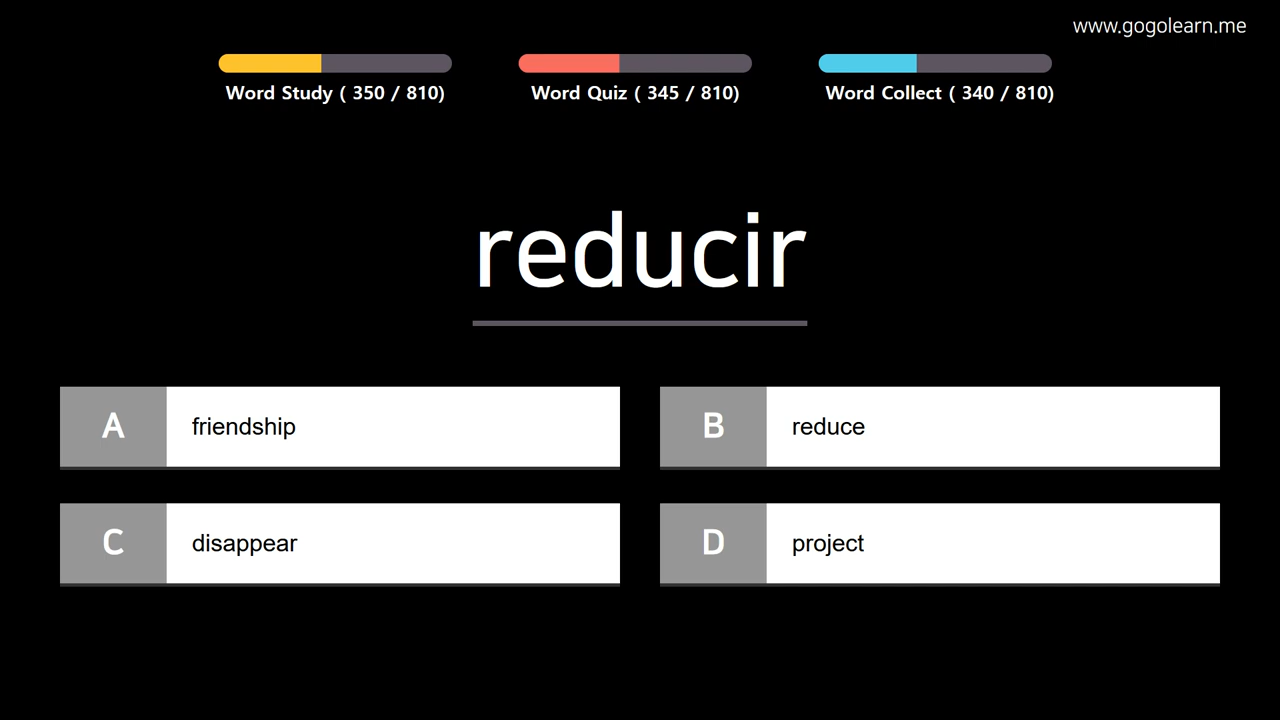 www.gogolearn.me
Word Study ( 350 / 810)
Word Quiz ( 345 / 810)
Word Collect ( 340 / 810)
reducir
A friendship
B reduce
C disappear
D project